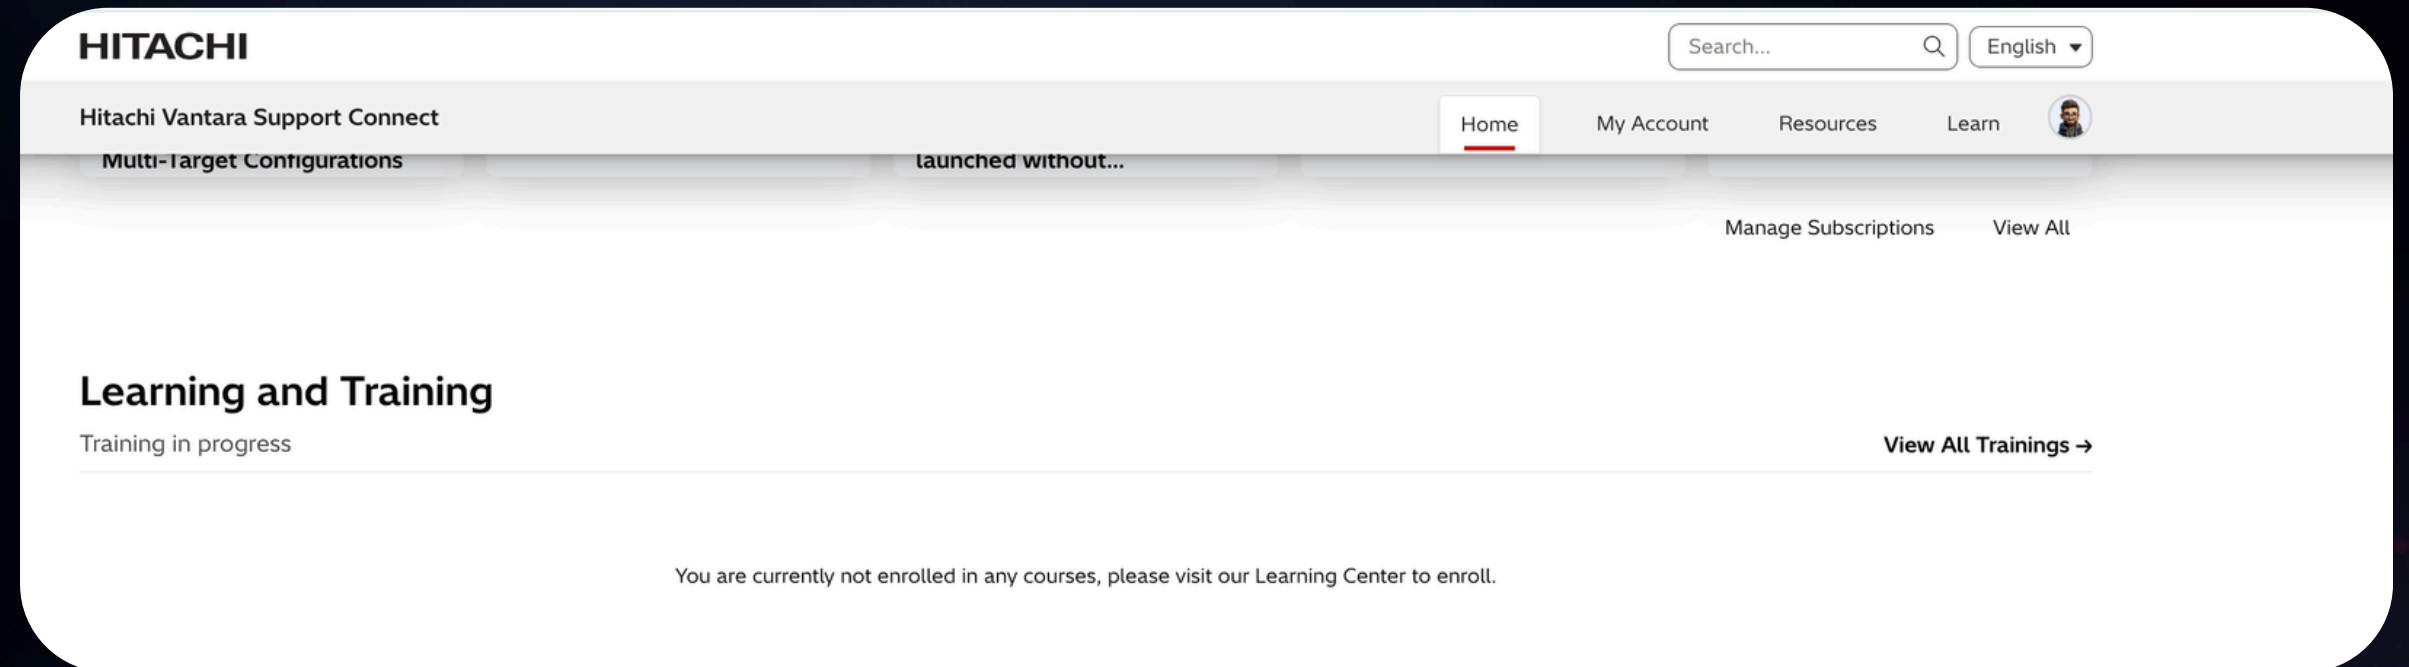 HITACHI
Search...
English
Hitachi Vantara Support Connect
Home
My Account
Resources
Learn
Multi-Target Configurations
launched without...
Manage Subscriptions
View All
Learning and Training
Training in progress
View All Trainings →
You are currently not enrolled in any courses, please visit our Learning Center to enroll.